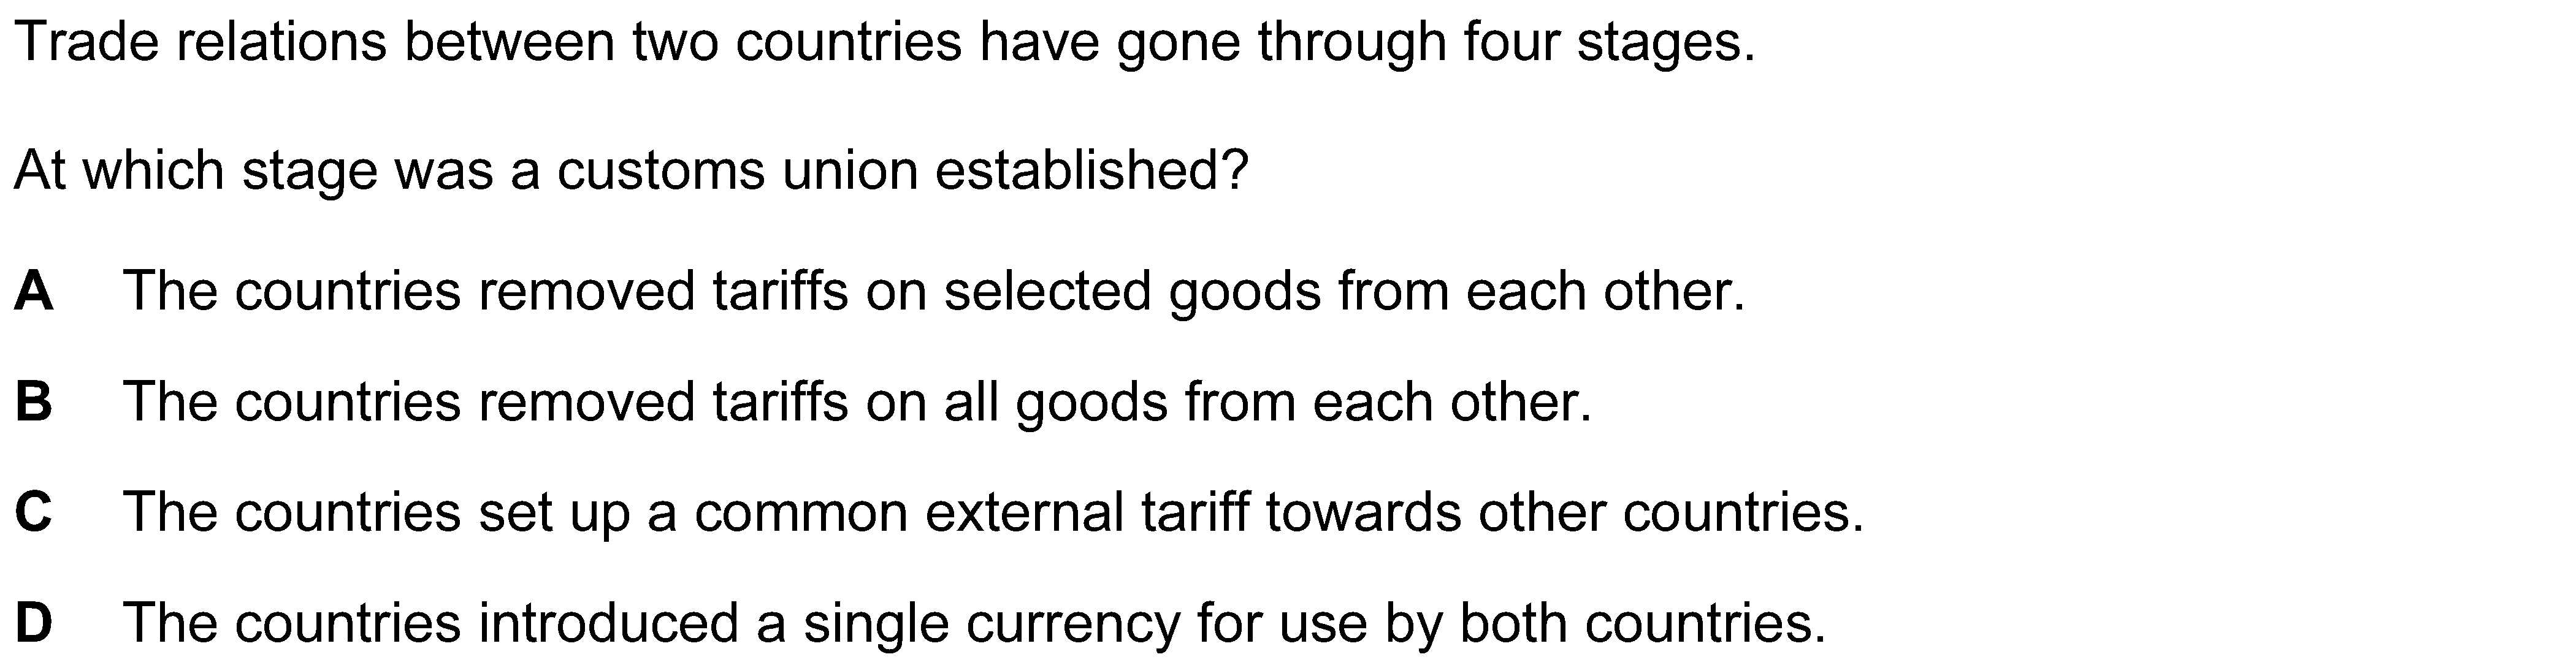 Trade relations between two countries have gone through four stages.
At which stage was a customs union established?
A The countries removed tariffs on selected goods from each other.
B The countries removed tariffs on all goods from each other.
C The countries set up a common external tariff towards other countries.
D The countries introduced a single currency for use by both countries.